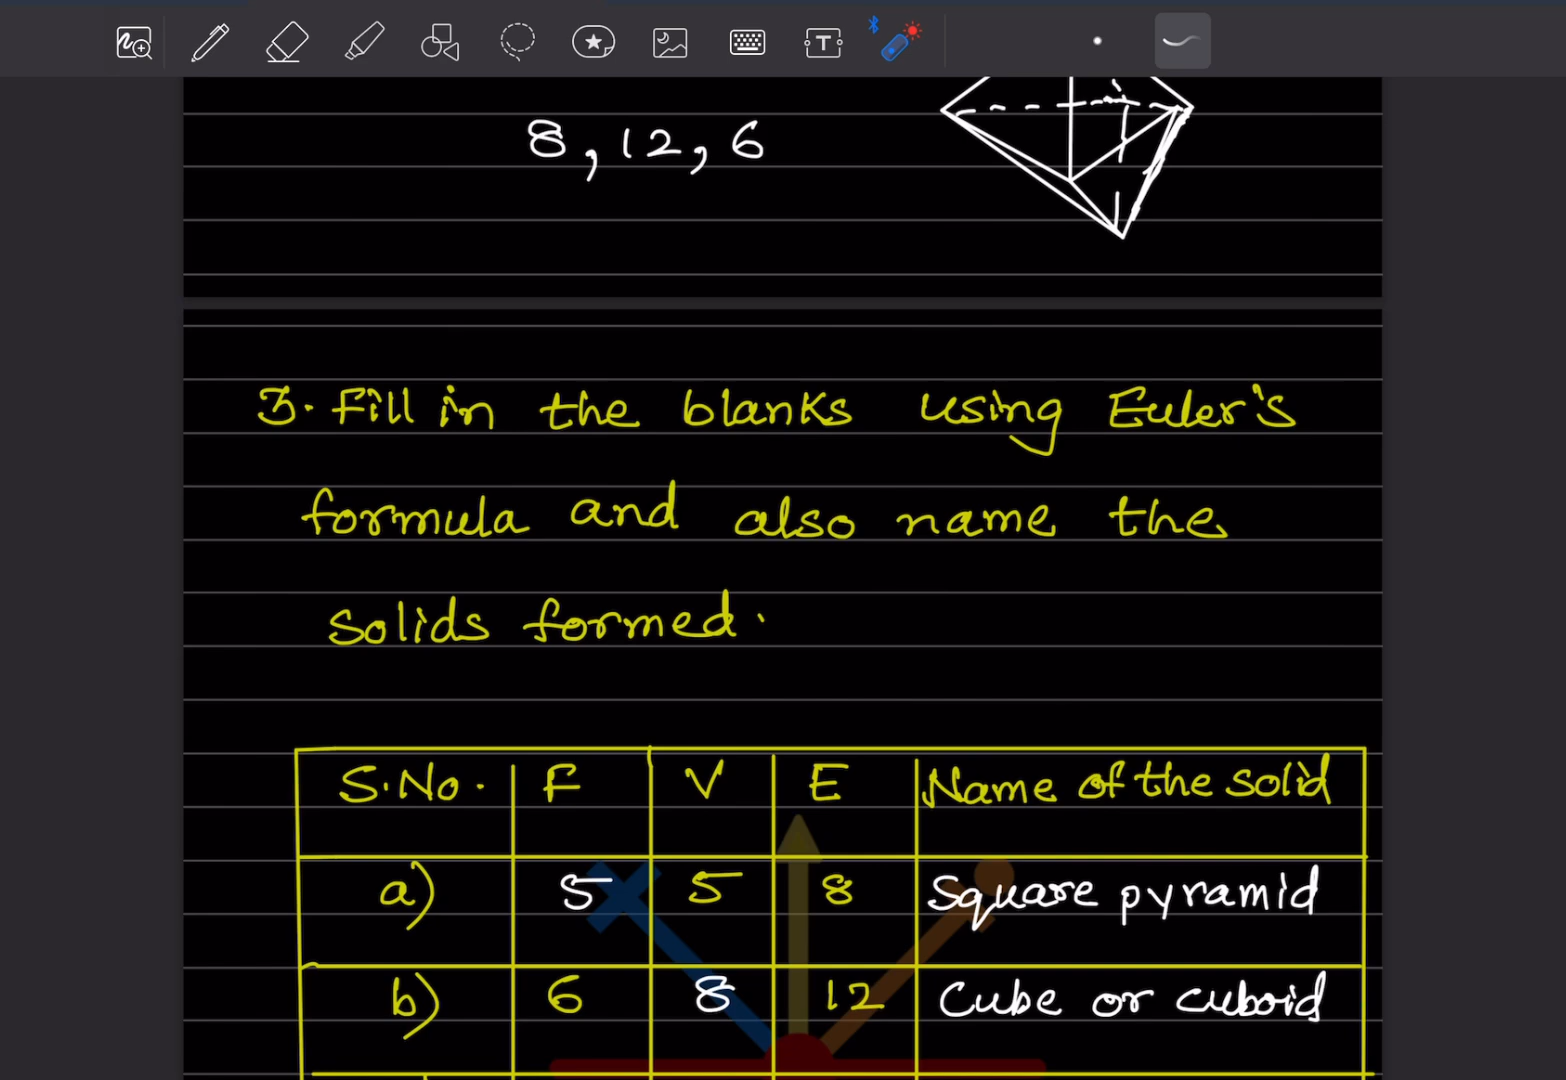 8, 12, 6
3. Fill in the blanks using Euler's
formula and also name the
solids formed.
S.No. F V E Name of the solid
a) 5 5 8 Square pyramid
b) 6 8 12 Cube or cuboid